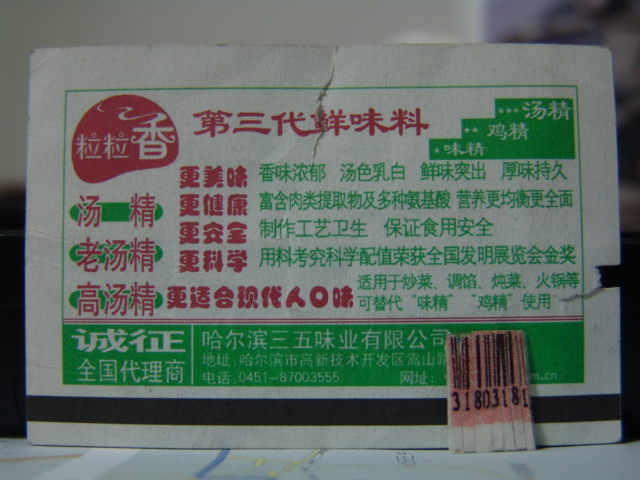 粒粒香
第三代鲜味料
···汤精
··鸡精
·味精
更美味 香味浓郁 汤色乳白 鲜味突出 厚味持久
更健康 富含肉类提取物及多种氨基酸 营养更均衡更全面
更安全 制作工艺卫生 保证食用安全
更科学 用料考究科学配值荣获全国发明展览会金奖
更适合现代人口味 适用于炒菜、调馅、炖菜、火锅等
可替代“味精”“鸡精”使用
汤精
老汤精
高汤精
诚征
全国代理商
哈尔滨三五味业有限公司
地址:哈尔滨市高新技术开发区嵩山路
电话:0451-87003555 网址: m.cn
31803181